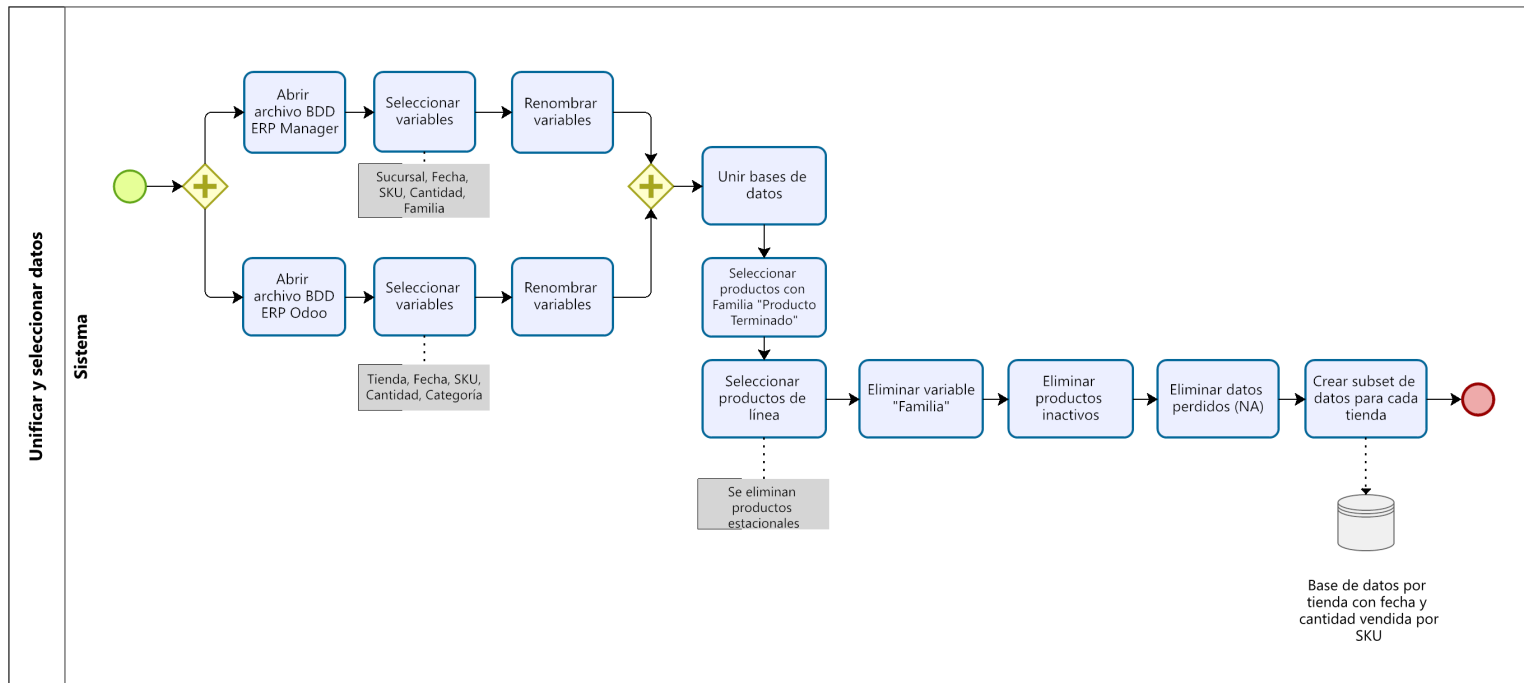 Unificar y seleccionar datos
Sistema
Abrir
archivo BDD
ERP Manager
Seleccionar
variables
Renombrar
variables
Sucursal, Fecha,
SKU, Cantidad,
Familia
Abrir
archivo BDD
ERP Odoo
Seleccionar
variables
Renombrar
variables
Tienda, Fecha, SKU,
Cantidad, Categoría
Unir bases de
datos
Seleccionar
productos con
Familia "Producto
Terminado"
Seleccionar
productos de
línea
Se eliminan
productos
estacionales
Eliminar variable
"Familia"
Eliminar
productos
inactivos
Eliminar datos
perdidos (NA)
Crear subset de
datos para cada
tienda
Base de datos por
tienda con fecha y
cantidad vendida por
SKU